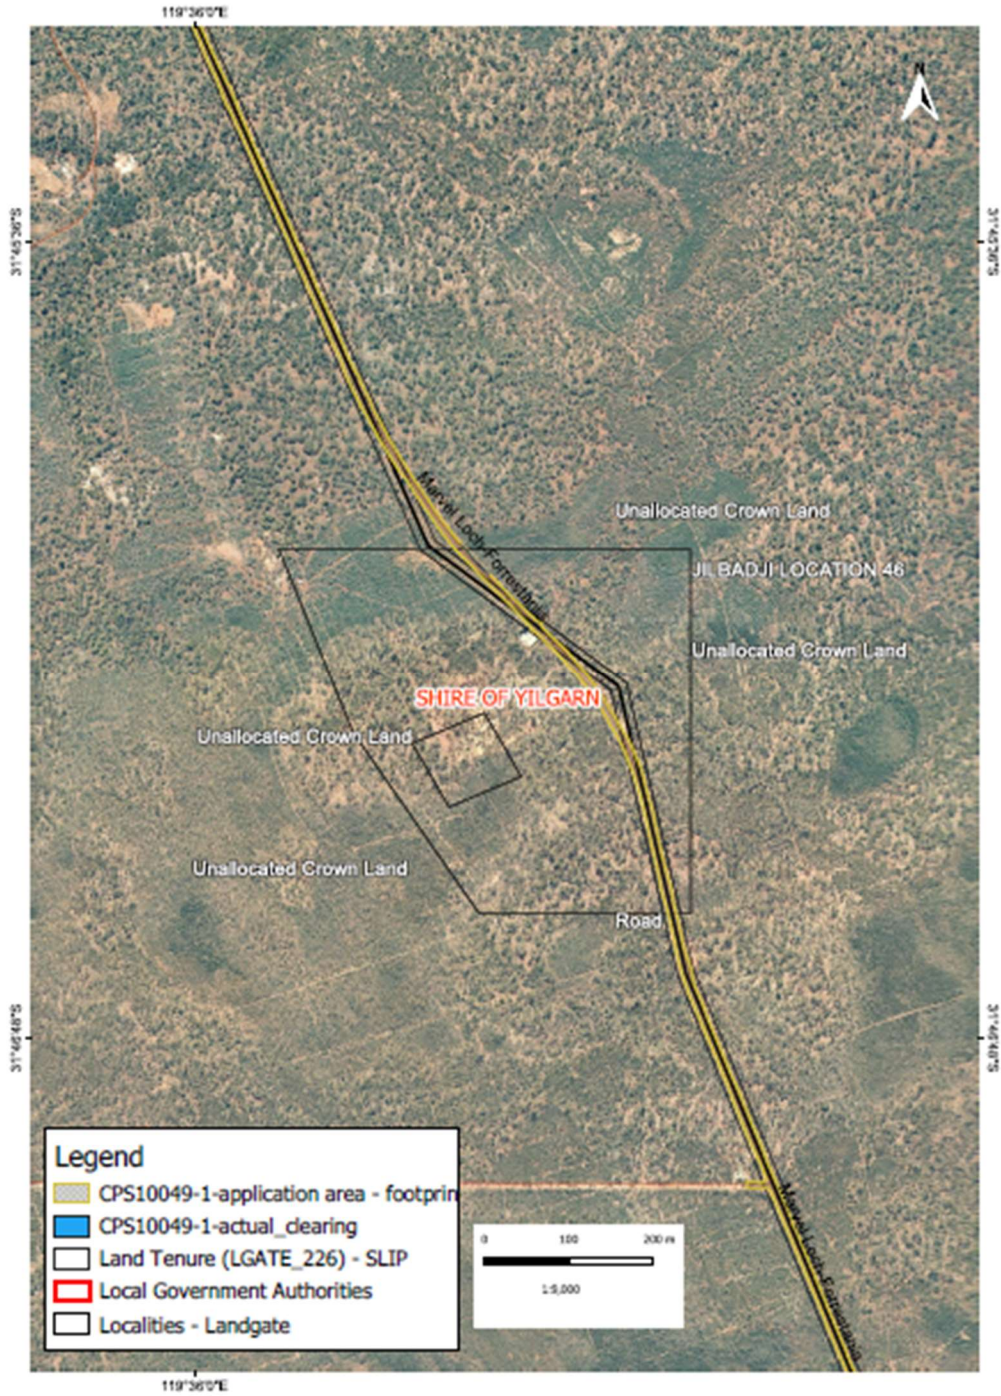 119°36'0"E
N
31°45'36"S
31°45'36"S
Marvel Loch-Forrestania
Unallocated Crown Land
JILBADJI LOCATION 46
Unallocated Crown Land
SHIRE OF YILGARN
Unallocated Crown Land
Unallocated Crown Land
Road
31°46'48"S
31°46'48"S
Legend
CPS10049-1-application area - footprin
CPS10049-1-actual_clearing
Land Tenure (LGATE_226) - SLIP
Local Government Authorities
Localities - Landgate
0 100 200 m
1:9,000
Marvel Loch-Forrestania
119°36'0"E